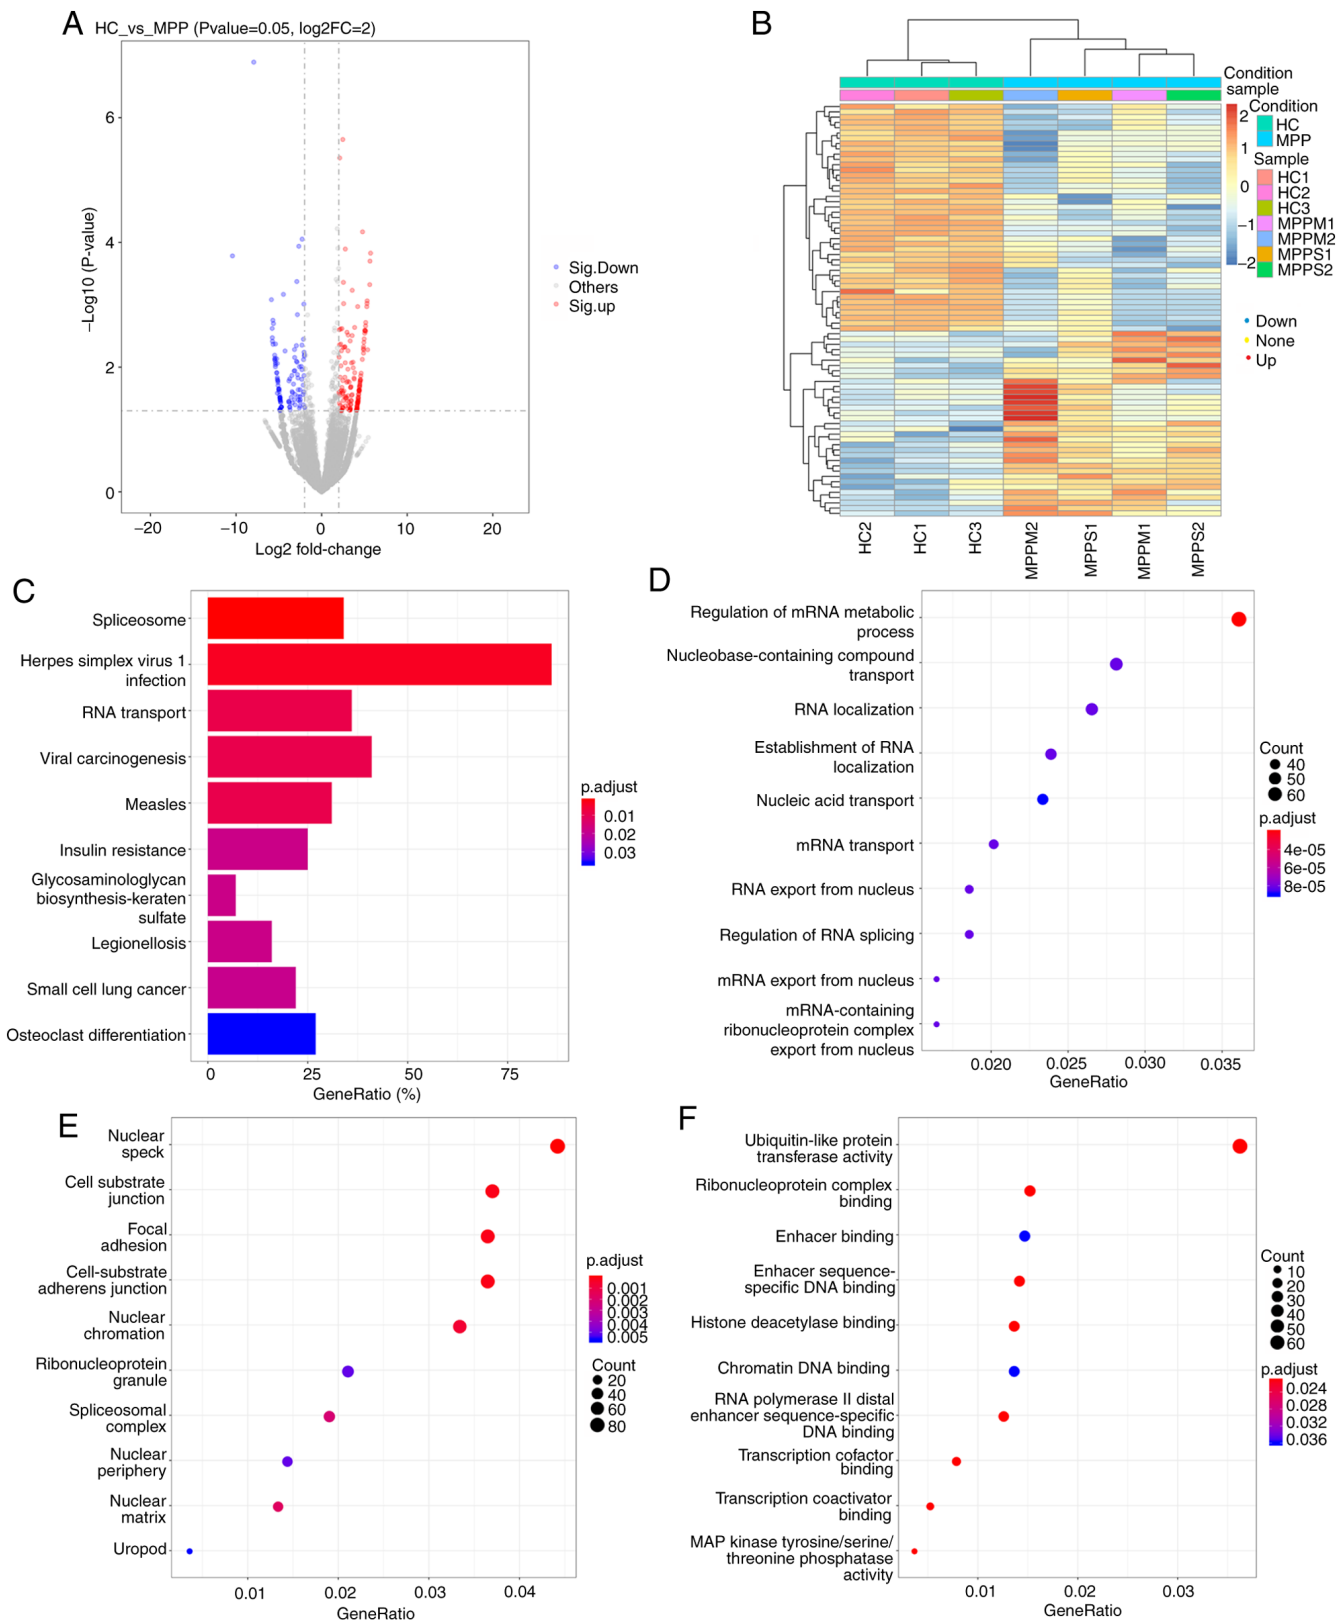 A
HC_vs_MPP (Pvalue=0.05, log2FC=2)
−Log10 (P-value)
6
4
2
0
−20
−10
0
10
20
Log2 fold-change
Sig.Down
Others
Sig.up
B
Condition
sample
2
1
0
−1
−2
Condition
HC
MPP
Sample
HC1
HC2
HC3
MPPM1
MPPM2
MPPS1
MPPS2
Down
None
Up
HC2
HC1
HC3
MPPM2
MPPS1
MPPM1
MPPS2
C
Spliceosome
Herpes simplex virus 1
infection
RNA transport
Viral carcinogenesis
Measles
Insulin resistance
Glycosaminoglycan
biosynthesis-keraten
sulfate
Legionellosis
Small cell lung cancer
Osteoclast differentiation
0
25
50
75
GeneRatio (%)
p.adjust
0.01
0.02
0.03
D
Regulation of mRNA metabolic
process
Nucleobase-containing compound
transport
RNA localization
Establishment of RNA
localization
Nucleic acid transport
mRNA transport
RNA export from nucleus
Regulation of RNA splicing
mRNA export from nucleus
mRNA-containing
ribonucleoprotein complex
export from nucleus
0.020
0.025
0.030
0.035
GeneRatio
Count
40
50
60
p.adjust
4e-05
6e-05
8e-05
E
Nuclear
speck
Cell substrate
junction
Focal
adhesion
Cell-substrate
adherens junction
Nuclear
chromation
Ribonucleoprotein
granule
Spliceosomal
complex
Nuclear
periphery
Nuclear
matrix
Uropod
0.01
0.02
0.03
0.04
GeneRatio
p.adjust
0.001
0.002
0.003
0.004
0.005
Count
20
40
60
80
F
Ubiquitin-like protein
transferase activity
Ribonucleoprotein complex
binding
Enhacer binding
Enhacer sequence-
specific DNA binding
Histone deacetylase binding
Chromatin DNA binding
RNA polymerase II distal
enhancer sequence-specific
DNA binding
Transcription cofactor
binding
Transcription coactivator
binding
MAP kinase tyrosine/serine/
threonine phosphatase
activity
0.01
0.02
0.03
GeneRatio
Count
10
20
30
40
50
60
p.adjust
0.024
0.028
0.032
0.036